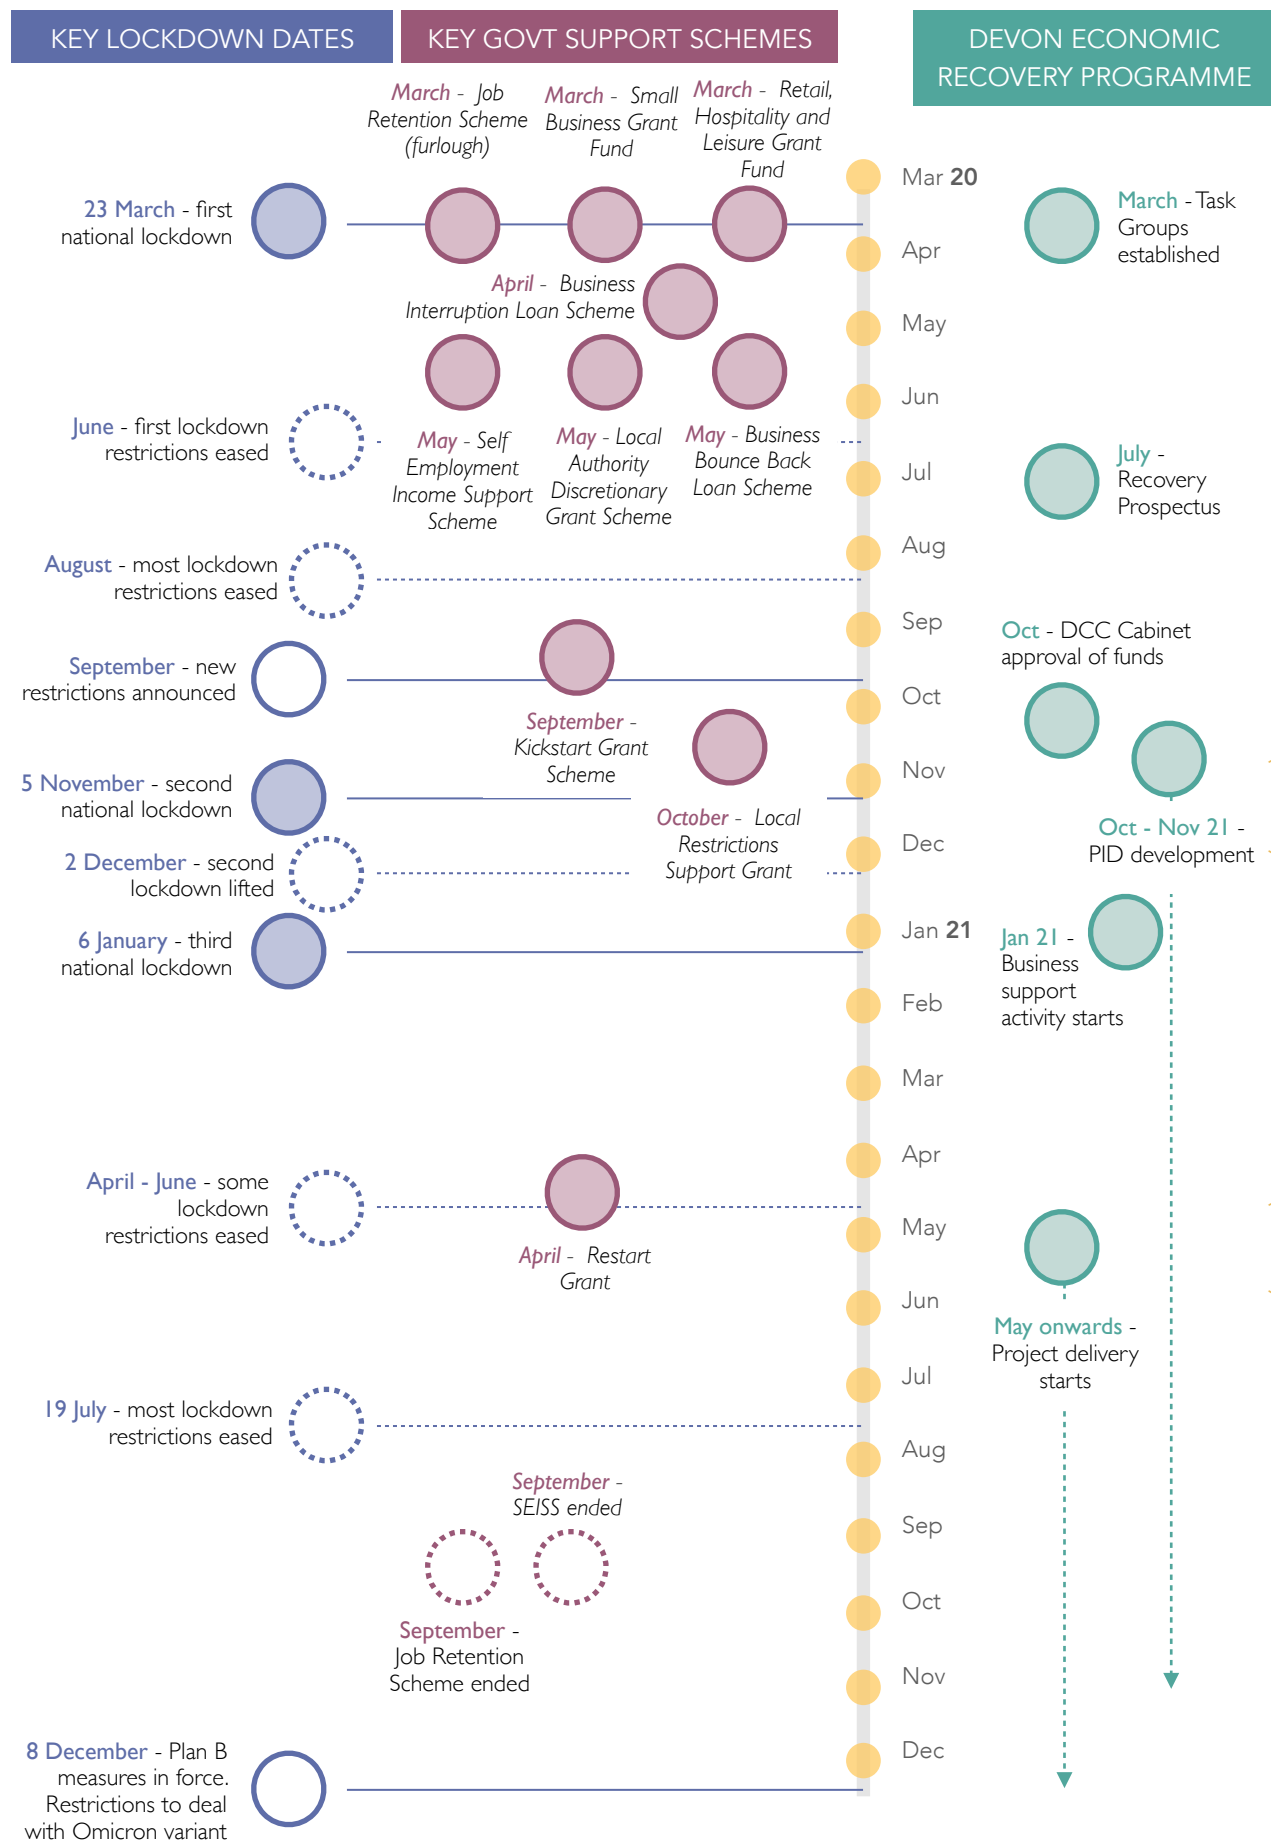 KEY LOCKDOWN DATES
KEY GOVT SUPPORT SCHEMES
DEVON ECONOMIC
RECOVERY PROGRAMME
March - Job
Retention Scheme
(furlough)
March - Small
Business Grant
Fund
March - Retail,
Hospitality and
Leisure Grant
Fund
Mar 20
23 March - first
national lockdown
March - Task
Groups
established
Apr
April - Business
Interruption Loan Scheme
May
Jun
June - first lockdown
restrictions eased
May - Self
Employment
Income Support
Scheme
May - Local
Authority
Discretionary
Grant Scheme
May - Business
Bounce Back
Loan Scheme
Jul
July -
Recovery
Prospectus
Aug
August - most lockdown
restrictions eased
Sep
Oct - DCC Cabinet
approval of funds
September - new
restrictions announced
Oct
September -
Kickstart Grant
Scheme
Nov
5 November - second
national lockdown
October - Local
Restrictions
Support Grant
Oct - Nov 21 -
PID development
Dec
2 December - second
lockdown lifted
Jan 21
6 January - third
national lockdown
Jan 21 -
Business
support
activity starts
Feb
Mar
Apr
April - June - some
lockdown
restrictions eased
May
April - Restart
Grant
Jun
May onwards -
Project delivery
starts
Jul
19 July - most lockdown
restrictions eased
Aug
September -
SEISS ended
Sep
Oct
September -
Job Retention
Scheme ended
Nov
Dec
8 December - Plan B
measures in force.
Restrictions to deal
with Omicron variant